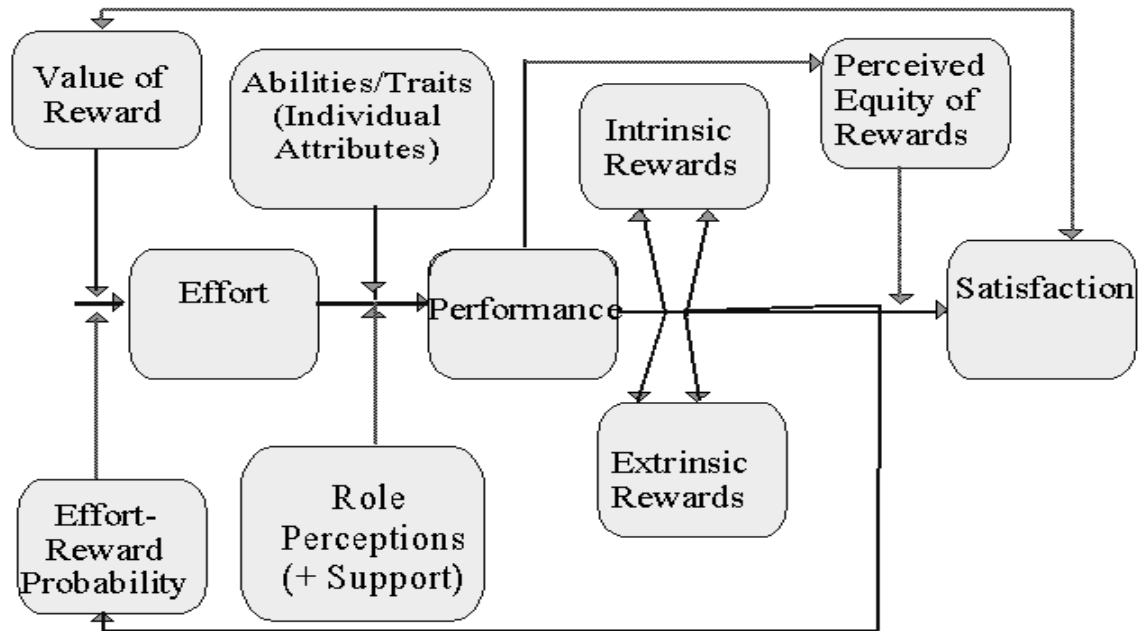 Value of
Reward
Abilities/Traits
(Individual
Attributes)
Intrinsic
Rewards
Perceived
Equity of
Rewards
Effort
Performance
Satisfaction
Effort-
Reward
Probability
Role
Perceptions
(+ Support)
Extrinsic
Rewards